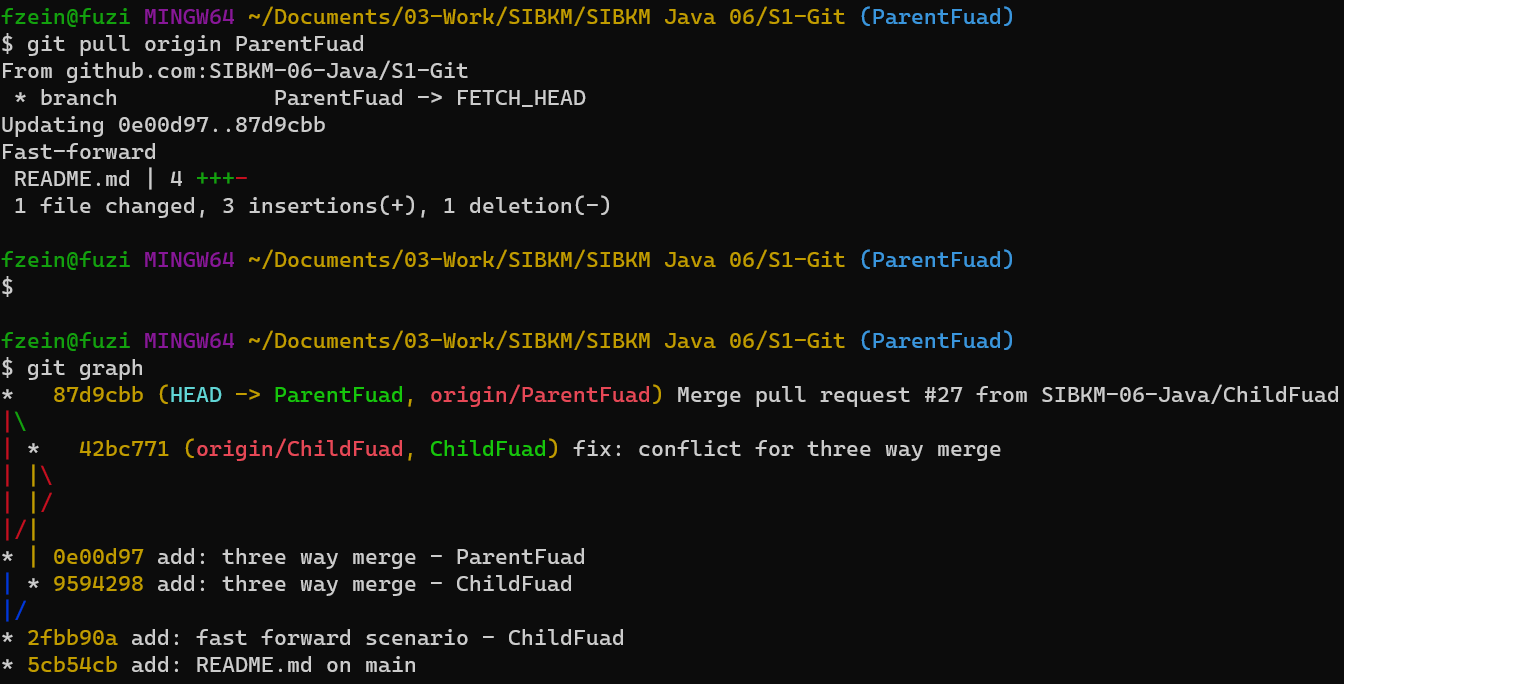 fzein@fuzi MINGW64 ~/Documents/03-Work/SIBKM/SIBKM Java 06/S1-Git (ParentFuad)
$ git pull origin ParentFuad
From github.com:SIBKM-06-Java/S1-Git
 * branch            ParentFuad -> FETCH_HEAD
Updating 0e00d97..87d9cbb
Fast-forward
 README.md | 4 +++-
 1 file changed, 3 insertions(+), 1 deletion(-)

fzein@fuzi MINGW64 ~/Documents/03-Work/SIBKM/SIBKM Java 06/S1-Git (ParentFuad)
$

fzein@fuzi MINGW64 ~/Documents/03-Work/SIBKM/SIBKM Java 06/S1-Git (ParentFuad)
$ git graph
*   87d9cbb (HEAD -> ParentFuad, origin/ParentFuad) Merge pull request #27 from SIBKM-06-Java/ChildFuad
|\
| *   42bc771 (origin/ChildFuad, ChildFuad) fix: conflict for three way merge
| |\
| |/
|/|
* | 0e00d97 add: three way merge - ParentFuad
| * 9594298 add: three way merge - ChildFuad
|/
* 2fbb90a add: fast forward scenario - ChildFuad
* 5cb54cb add: README.md on main